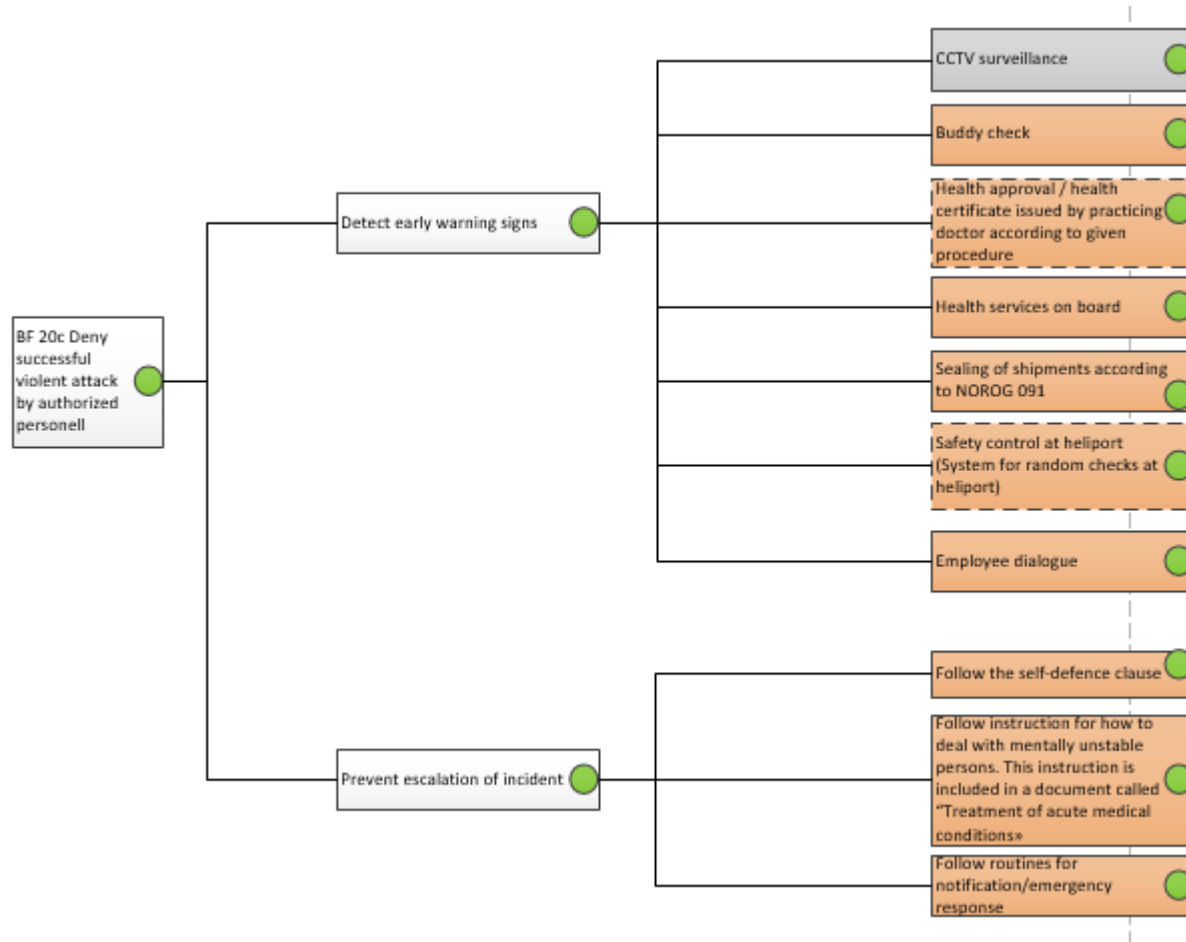 CCTV surveillance
Buddy check
Health approval / health
certificate issued by practicing
doctor according to given
procedure
Detect early warning signs
Health services on board
BF 20c Deny
successful
violent attack
by authorized
personell
Sealing of shipments according
to NOROG 091
Safety control at heliport
(System for random checks at
heliport)
Employee dialogue
Follow the self-defence clause
Prevent escalation of incident
Follow instruction for how to
deal with mentally unstable
persons. This instruction is
included in a document called
“Treatment of acute medical
conditions»
Follow routines for
notification/emergency
response